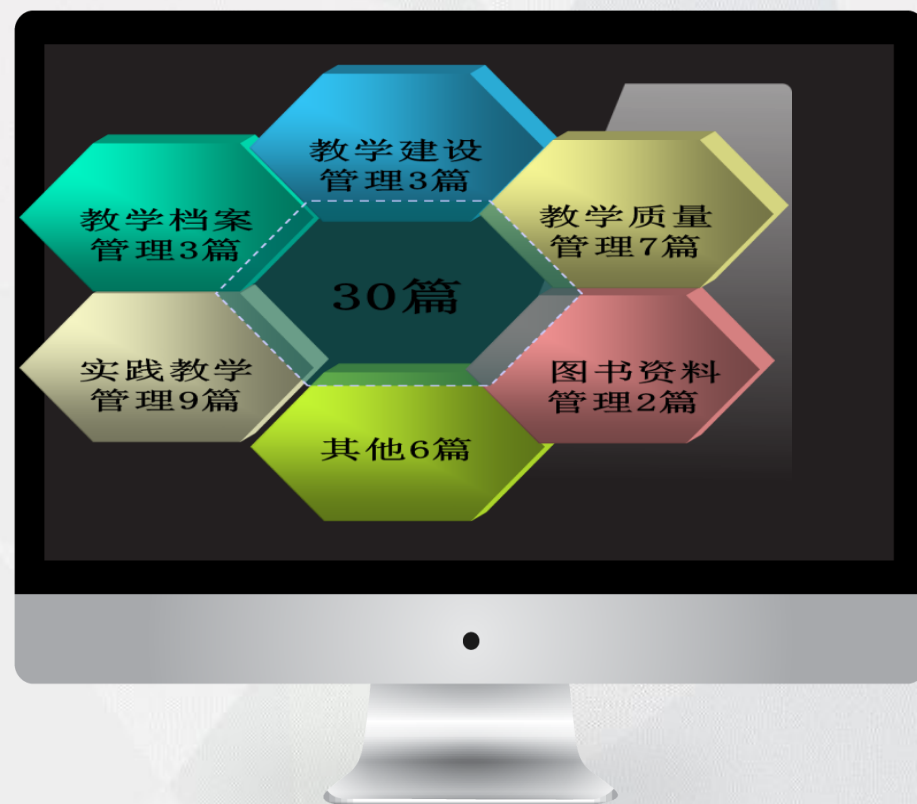 教学建设
管理3篇
教学档案
管理3篇
教学质量
管理7篇
30篇
实践教学
管理9篇
图书资料
管理2篇
其他6篇